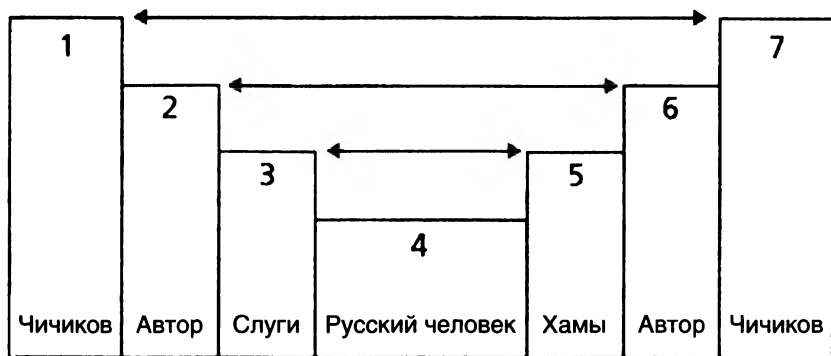 1
7
2
6
3
5
4
Чичиков
Автор
Слуги
Русский человек
Хамы
Автор
Чичиков